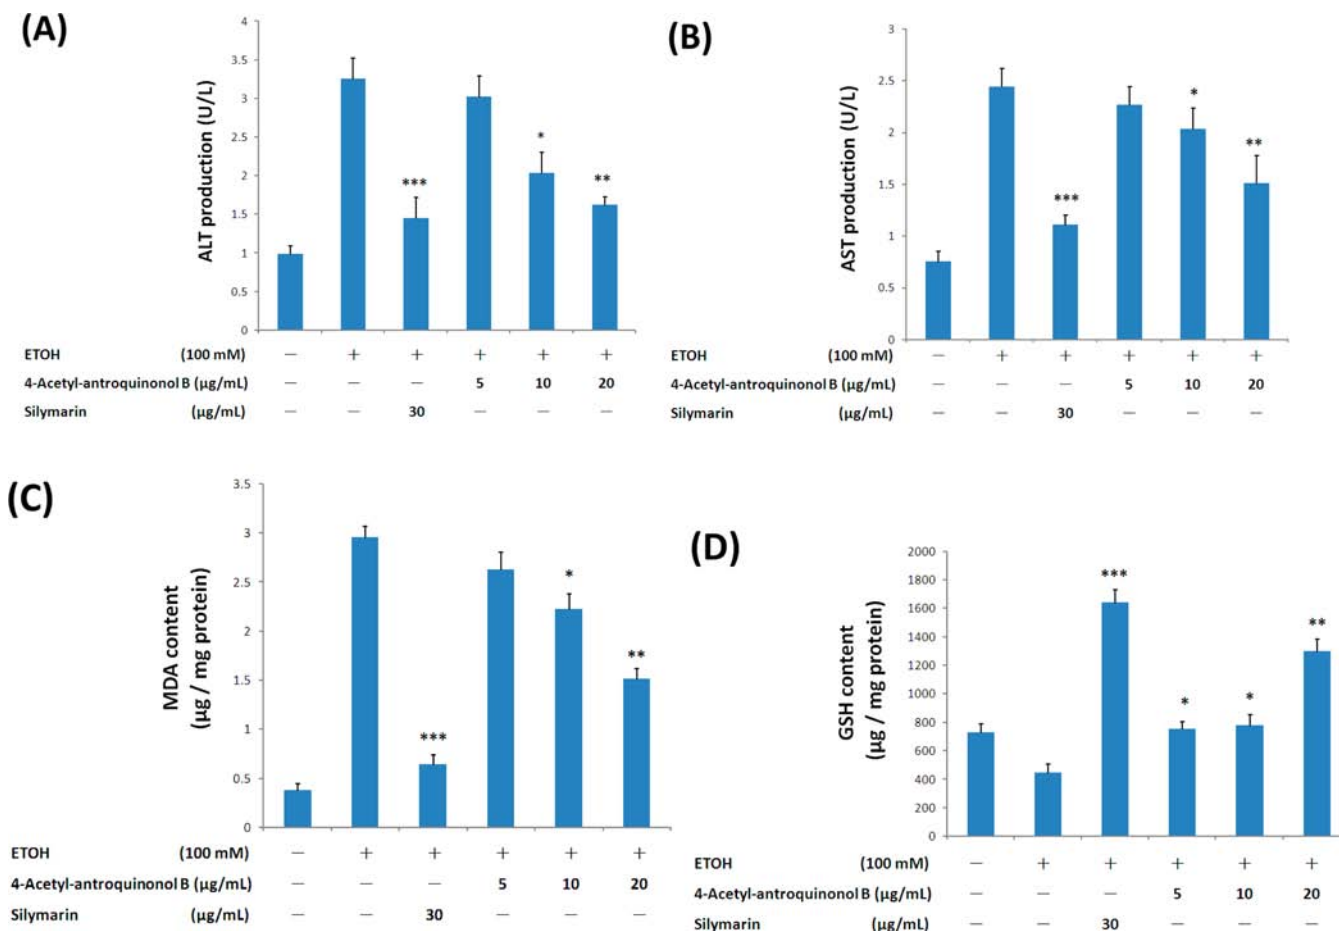 (A)
ALT production (U/L)
4
3.5
3
2.5
2
1.5
1
0.5
0
***
*
**
ETOH (100 mM) — + + + + +
4-Acetyl-antroquinonol B (µg/mL) — — — 5 10 20
Silymarin (µg/mL) — — 30 — — —
(B)
AST production (U/L)
3
2.5
2
1.5
1
0.5
0
***
*
**
ETOH (100 mM) — + + + + +
4-Acetyl-antroquinonol B (µg/mL) — — — 5 10 20
Silymarin (µg/mL) — — 30 — — —
(C)
MDA content
(µg / mg protein)
3.5
3
2.5
2
1.5
1
0.5
0
***
*
**
ETOH (100 mM) — + + + + +
4-Acetyl-antroquinonol B (µg/mL) — — — 5 10 20
Silymarin (µg/mL) — — 30 — — —
(D)
GSH content
(µg / mg protein)
2000
1800
1600
1400
1200
1000
800
600
400
200
0
***
*
*
**
ETOH (100 mM) — + + + + +
4-Acetyl-antroquinonol B (µg/mL) — — — 5 10 20
Silymarin (µg/mL) — — 30 — — —